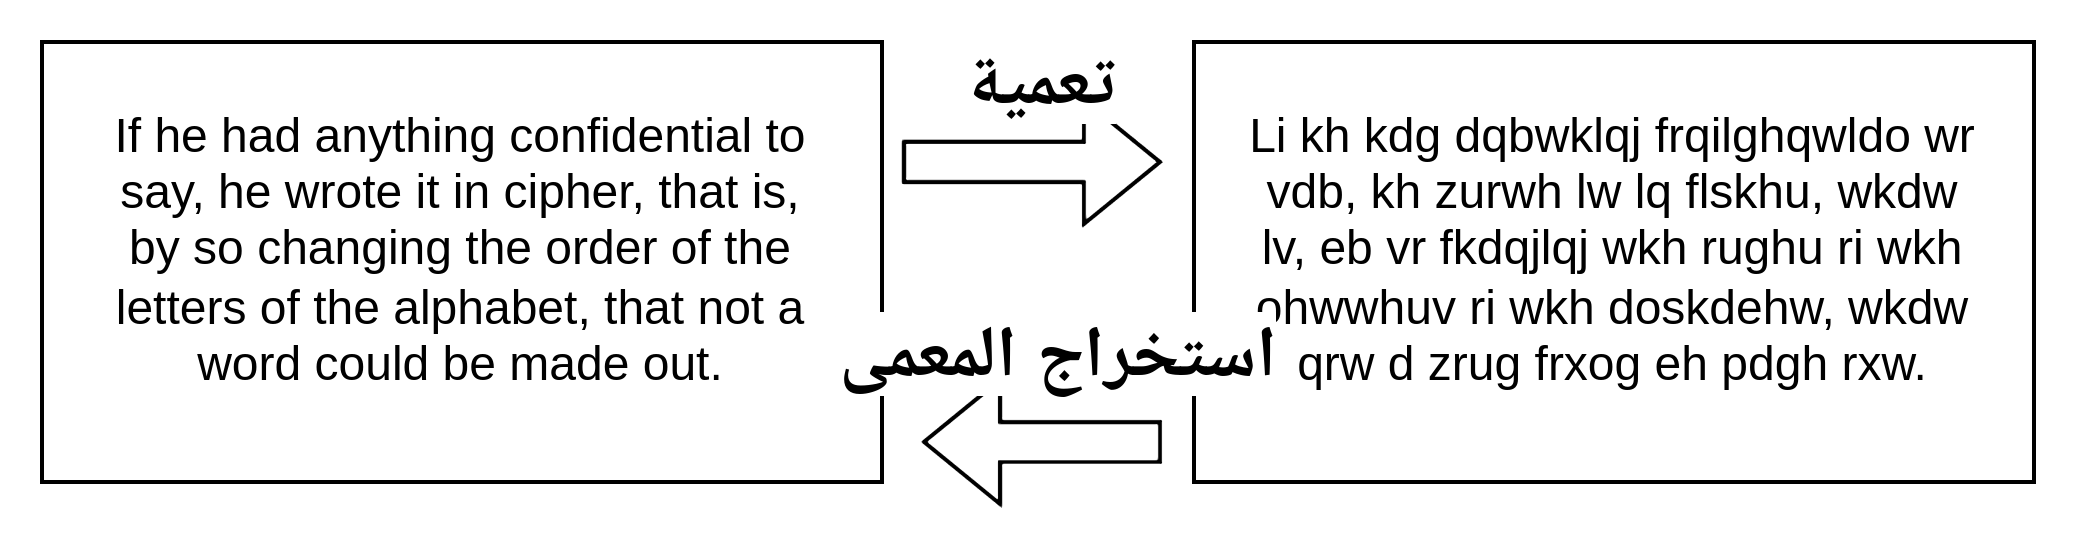 If he had anything confidential to
say, he wrote it in cipher, that is,
by so changing the order of the
letters of the alphabet, that not a
word could be made out.
تعمية
استخراج المعمى
Li kh kdg dqbwklqj frqilghqwldo wr
vdb, kh zurwh lw lq flskhu, wkdw
lv, eb vr fkdqjlqj wkh rughu ri wkh
ohwwhuv ri wkh doskdehw, wkdw
qrw d zrug frxog eh pdgh rxw.